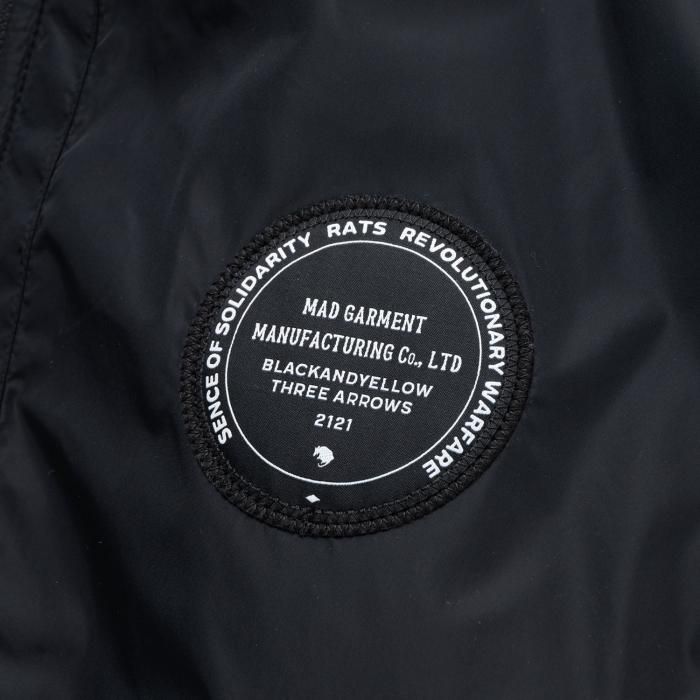 SENCE OF SOLIDARITY RATS REVOLUTIONARY WARFARE
MAD GARMENT
MANUFACTURING Co., LTD
BLACKANDYELLOW
THREE ARROWS
2121